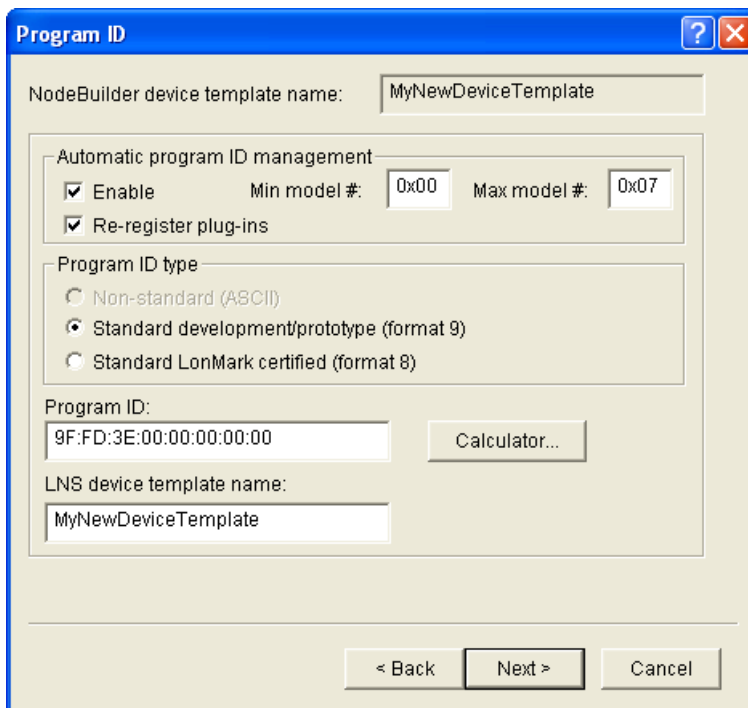 Program ID
NodeBuilder device template name: MyNewDeviceTemplate
Automatic program ID management
Enable Min model #: 0x00 Max model #: 0x07
Re-register plug-ins
Program ID type
Non-standard (ASCII)
Standard development/prototype (format 9)
Standard LonMark certified (format 8)
Program ID:
9F:FD:3E:00:00:00:00:00 Calculator...
LNS device template name:
MyNewDeviceTemplate
< Back Next > Cancel